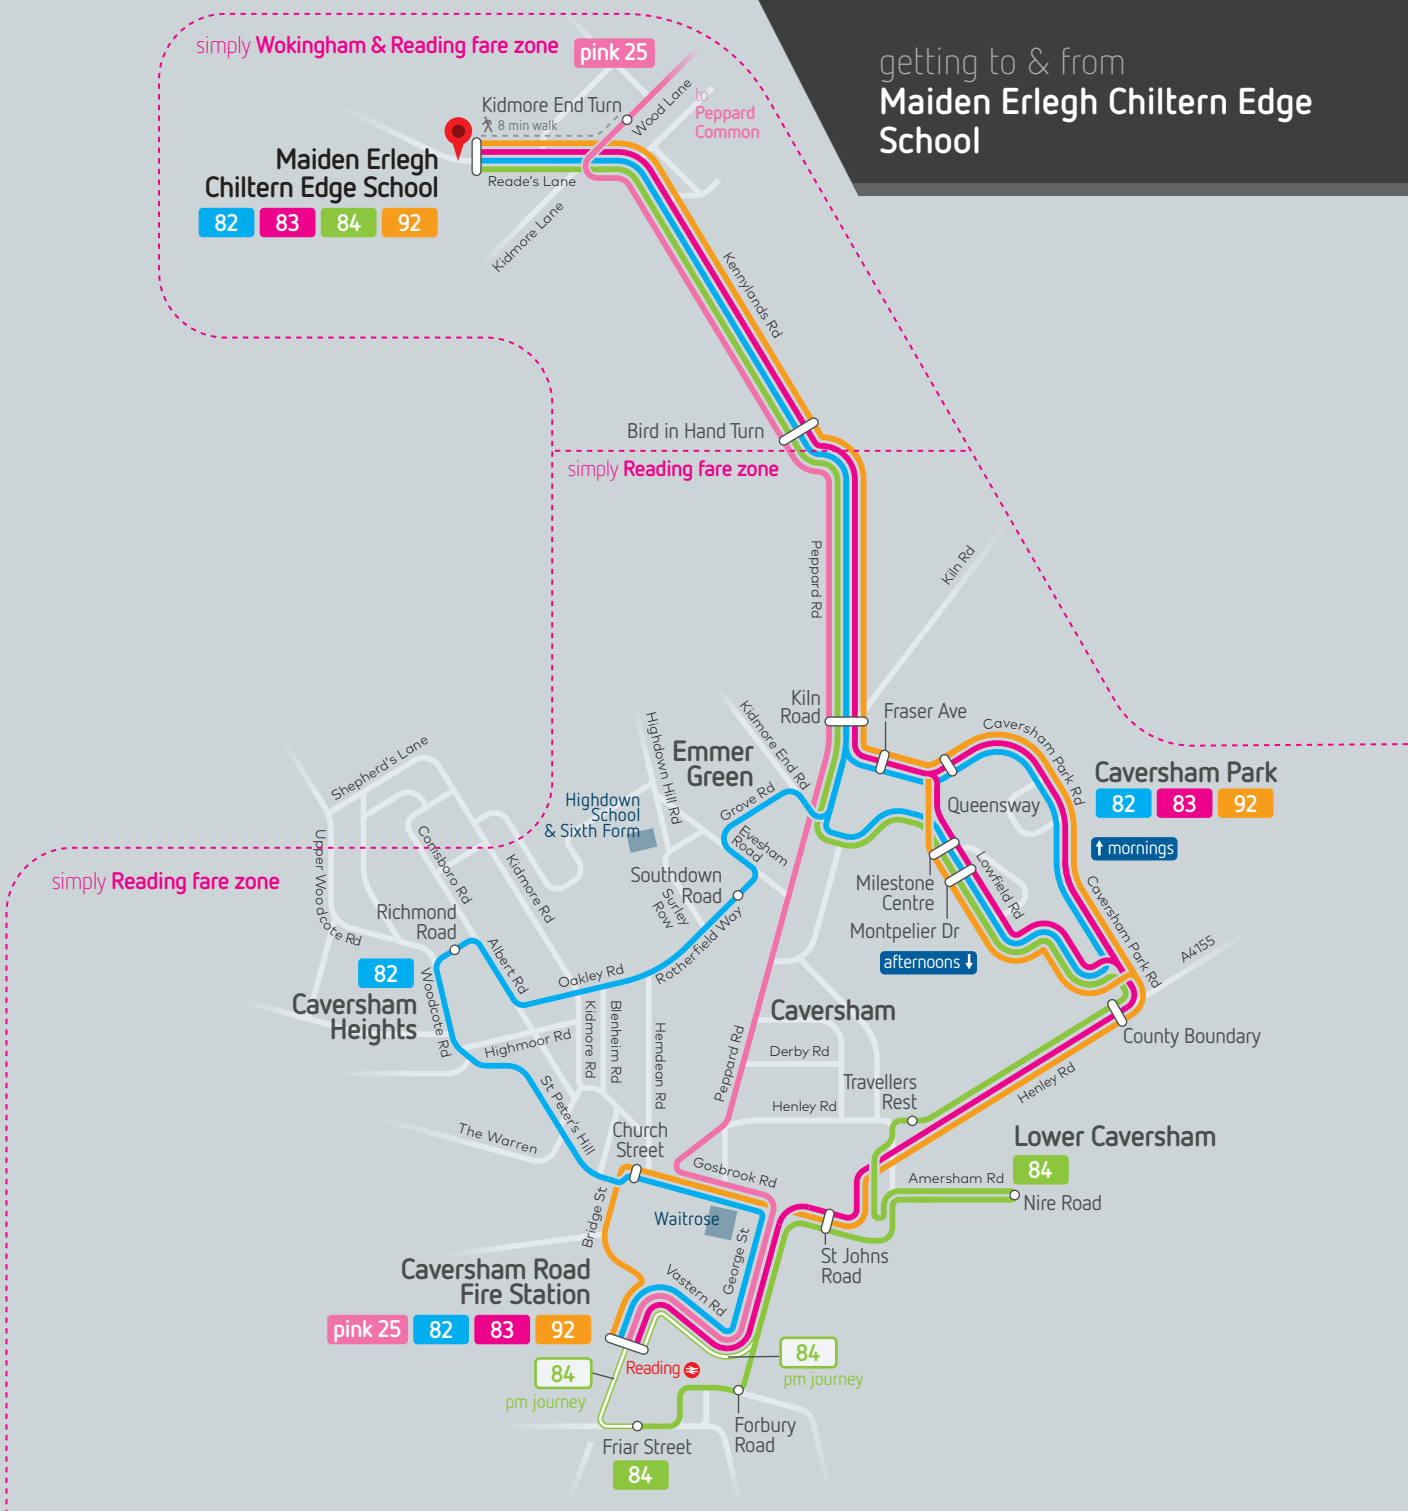 simply Wokingham & Reading fare zone
pink 25
getting to & from
Maiden Erlegh Chiltern Edge
School
Kidmore End Turn
8 min walk
Wood Lane
to
Peppard
Common
Maiden Erlegh
Chiltern Edge School
82 83 84 92
Reade's Lane
Kidmore Lane
Kennylands Rd
Bird in Hand Turn
simply Reading fare zone
Peppard Rd
Kiln Rd
Kiln
Road
Fraser Ave
Caversham Park Rd
Caversham Park
82 83 92
mornings
Queensway
Kidmore End Rd
Highdown Hill Rd
Emmer
Green
Grove Rd
Evesham
Road
Highdown
School
& Sixth Form
Shepherd's Lane
Upper Woodcote Rd
Conisboro Rd
Kidmore Rd
simply Reading fare zone
Southdown
Road
Surley
Row
Rotherfield Way
Milestone
Centre
Montpelier Dr
afternoons
Lowfield Rd
Caversham Park Rd
A4155
Richmond
Road
82
Caversham
Heights
Albert Rd
Woodcote Rd
Oakley Rd
Highmoor Rd
Kidmore Rd
Blenheim Rd
Hemdean Rd
Peppard Rd
Caversham
Derby Rd
Henley Rd
Travellers
Rest
County Boundary
Henley Rd
St Peter's Hill
The Warren
Church
Street
Gosbrook Rd
Lower Caversham
84
Amersham Rd
Nire Road
Waitrose
Bridge St
George St
Vastern Rd
St Johns
Road
Caversham Road
Fire Station
pink 25 82 83 92
84
pm journey
Reading
84
pm journey
Forbury
Road
Friar Street
84